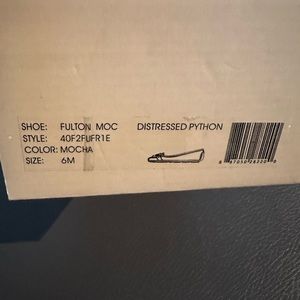 SHOE: FULTON MOC DISTRESSED PYTHON
STYLE: 40F2FUFR1E
COLOR: MOCHA
SIZE: 6M